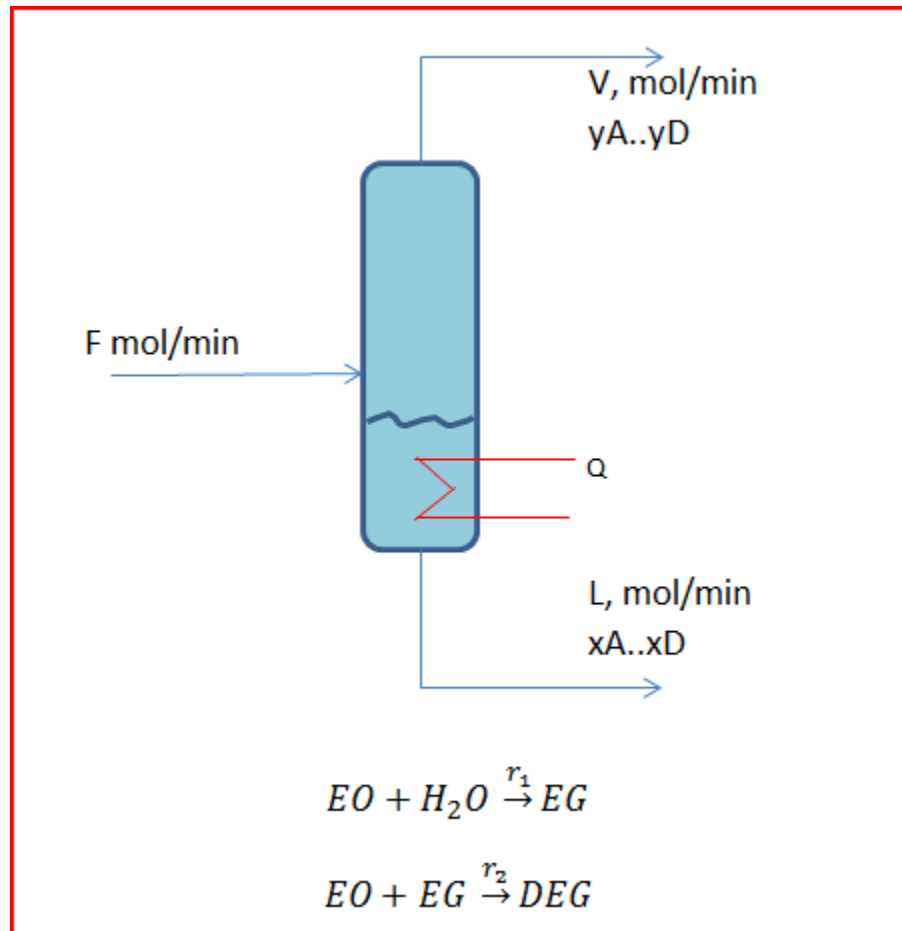 V, mol/min
yA..yD
F mol/min
Q
L, mol/min
xA..xD
EO + H₂O →r₁ EG
EO + EG →r₂ DEG